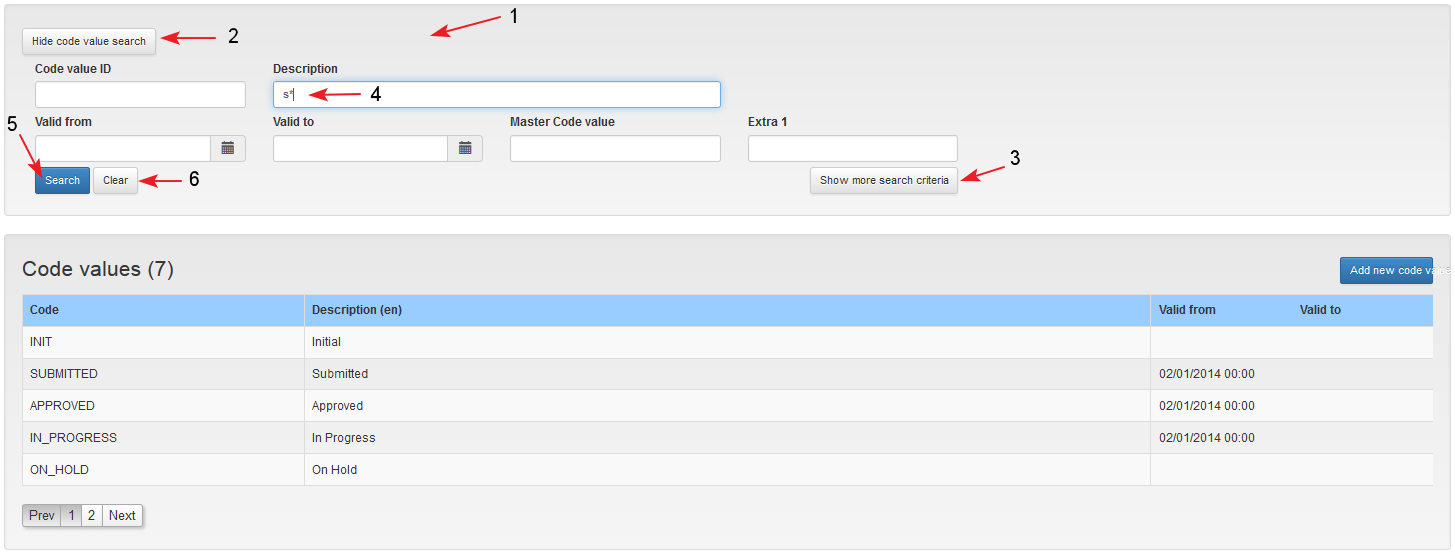 1
Hide code value search 2
Code value ID Description
s* 4
5 Valid from Valid to Master Code value Extra 1
Search Clear 6 Show more search criteria 3
Code values (7) Add new code value
Code Description (en) Valid from Valid to
INIT Initial
SUBMITTED Submitted 02/01/2014 00:00
APPROVED Approved 02/01/2014 00:00
IN_PROGRESS In Progress 02/01/2014 00:00
ON_HOLD On Hold
Prev 1 2 Next